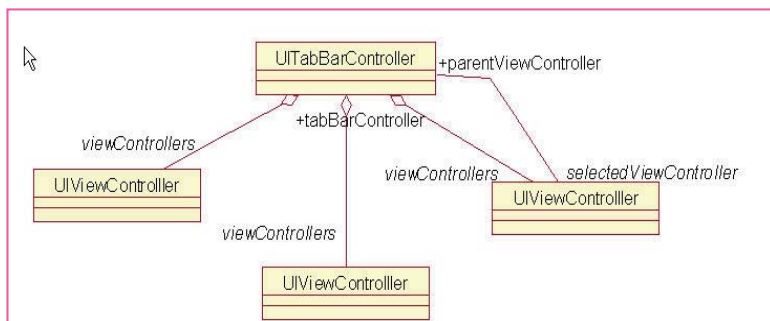 UITabBarController
+parentViewController
+tabBarController
viewControllers
UIViewControlller
viewControllers
selectedViewController
UIViewControlller
viewControllers
UIViewControlller